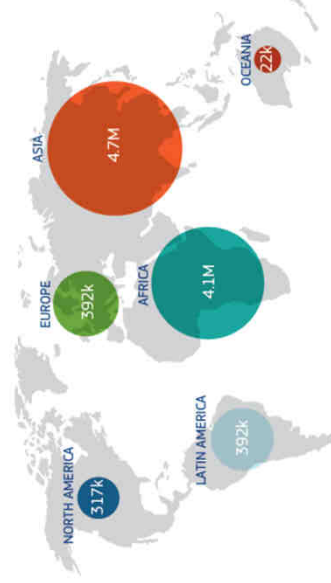 NORTH AMERICA
317k
LATIN AMERICA
392k
EUROPE
392k
AFRICA
4.1M
ASIA
4.7M
OCEANIA
22k